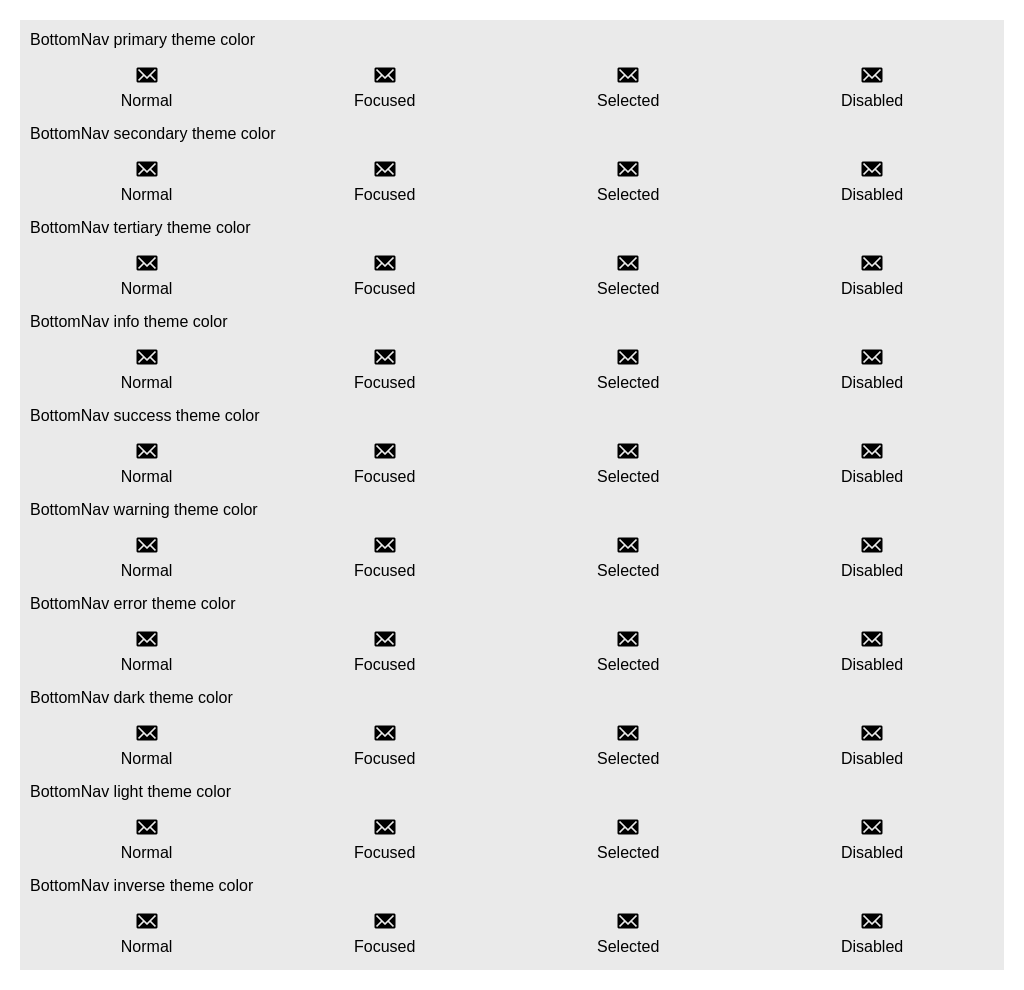 BottomNav primary theme color
Normal Focused Selected Disabled
BottomNav secondary theme color
Normal Focused Selected Disabled
BottomNav tertiary theme color
Normal Focused Selected Disabled
BottomNav info theme color
Normal Focused Selected Disabled
BottomNav success theme color
Normal Focused Selected Disabled
BottomNav warning theme color
Normal Focused Selected Disabled
BottomNav error theme color
Normal Focused Selected Disabled
BottomNav dark theme color
Normal Focused Selected Disabled
BottomNav light theme color
Normal Focused Selected Disabled
BottomNav inverse theme color
Normal Focused Selected Disabled